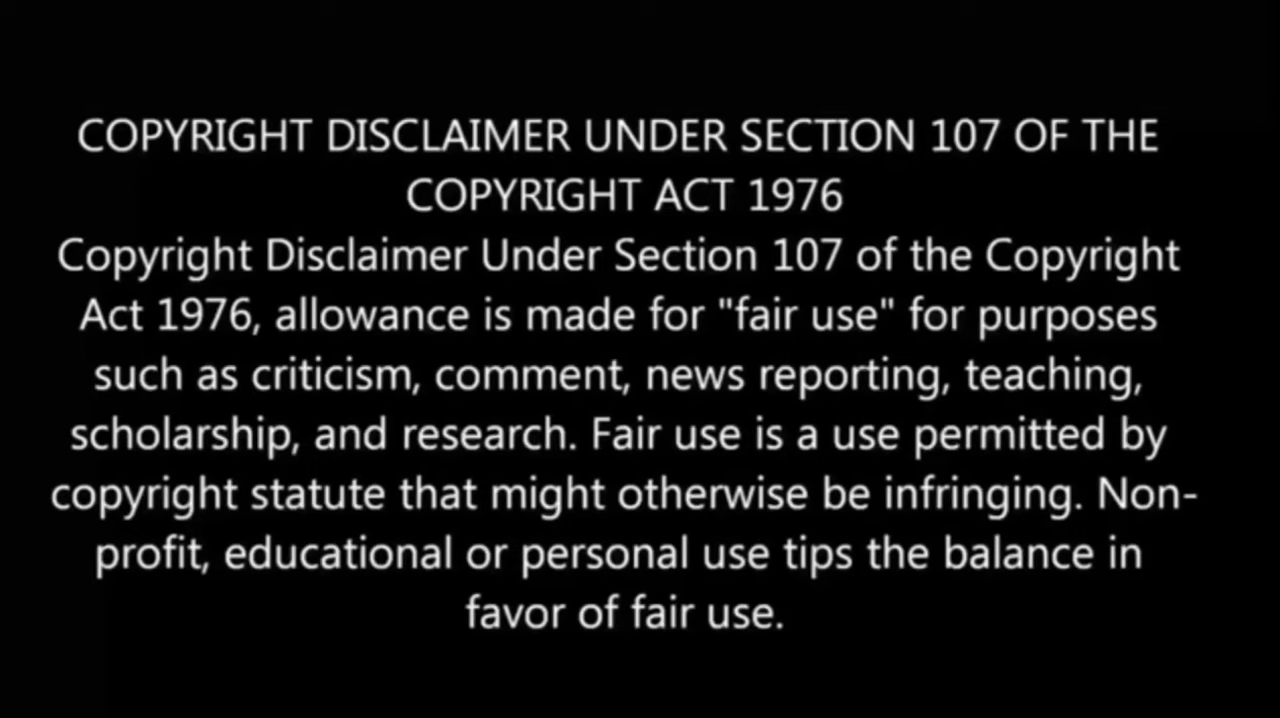 COPYRIGHT DISCLAIMER UNDER SECTION 107 OF THE
COPYRIGHT ACT 1976
Copyright Disclaimer Under Section 107 of the Copyright
Act 1976, allowance is made for "fair use" for purposes
such as criticism, comment, news reporting, teaching,
scholarship, and research. Fair use is a use permitted by
copyright statute that might otherwise be infringing. Non-
profit, educational or personal use tips the balance in
favor of fair use.